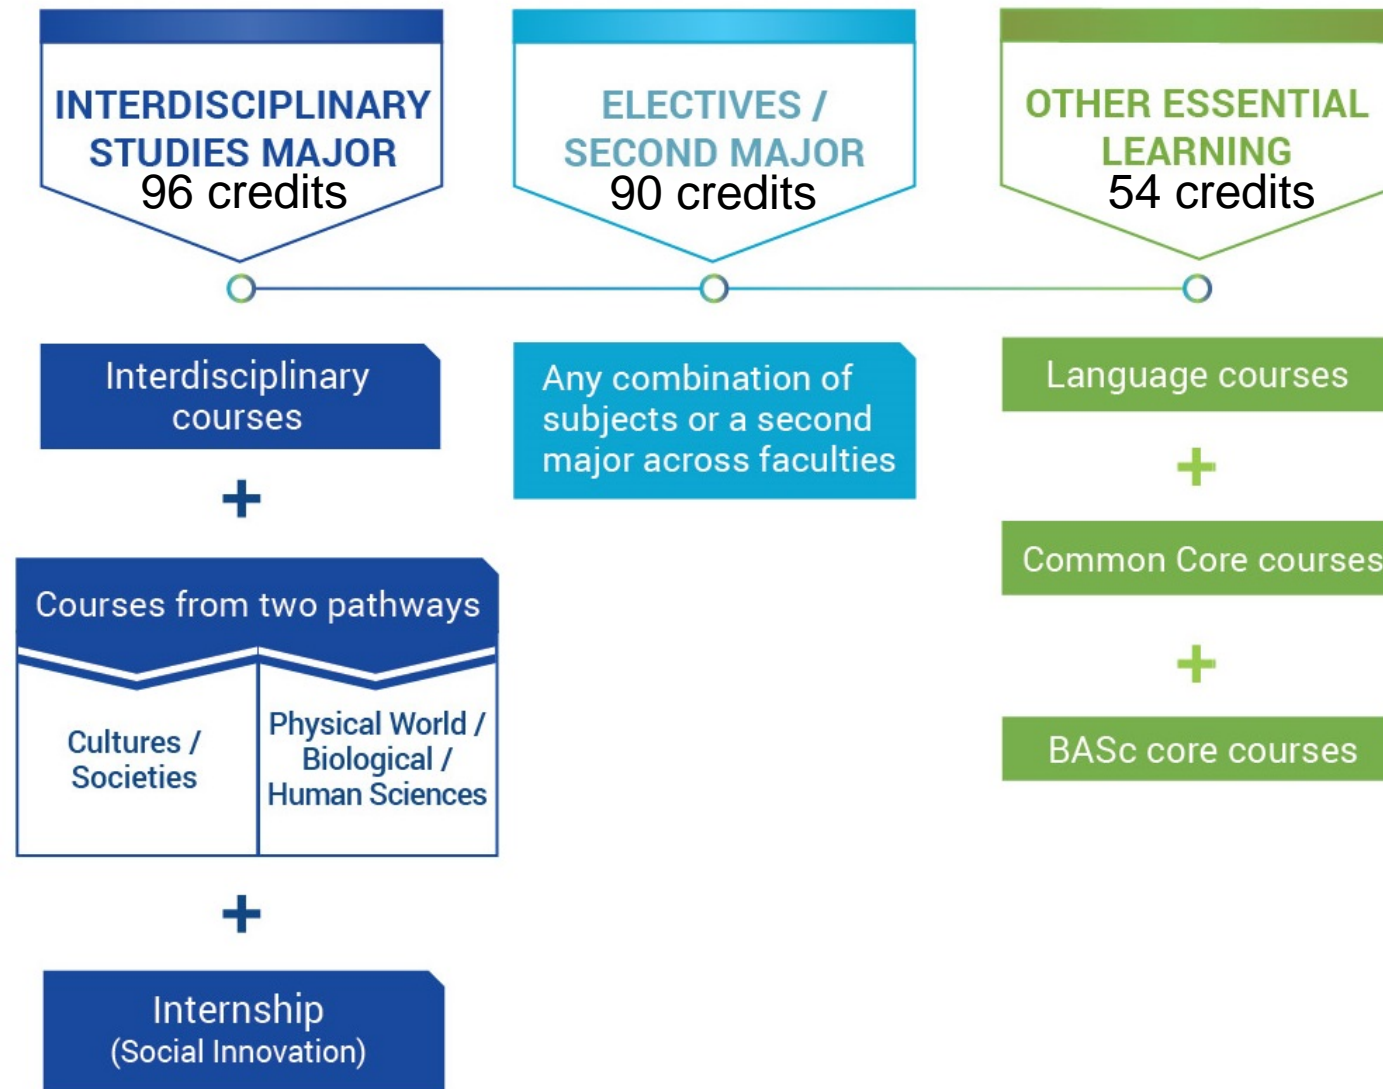 INTERDISCIPLINARY
STUDIES MAJOR
96 credits
Interdisciplinary
courses
+
Courses from two pathways
Cultures /
Societies
Physical World /
Biological /
Human Sciences
+
Internship
(Social Innovation)
ELECTIVES /
SECOND MAJOR
90 credits
Any combination of
subjects or a second
major across faculties
OTHER ESSENTIAL
LEARNING
54 credits
Language courses
+
Common Core courses
+
BASc core courses